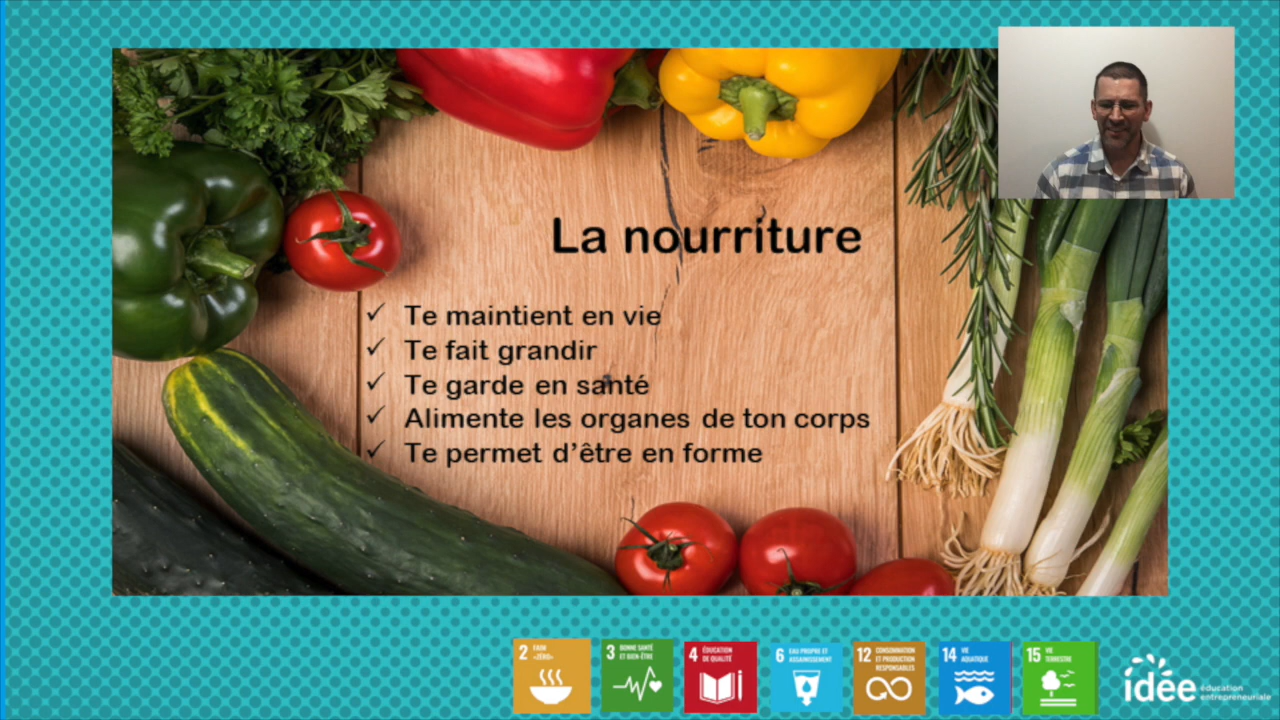 La nourriture
✓ Te maintient en vie
✓ Te fait grandir
✓ Te garde en santé
✓ Alimente les organes de ton corps
✓ Te permet d'être en forme
2 FAIM «ZÉRO»
3 BONNE SANTÉ ET BIEN-ÊTRE
4 ÉDUCATION DE QUALITÉ
6 EAU PROPRE ET ASSAINISSEMENT
12 CONSOMMATION ET PRODUCTION RESPONSABLES
14 VIE AQUATIQUE
15 VIE TERRESTRE
idée éducation entrepreneuriale